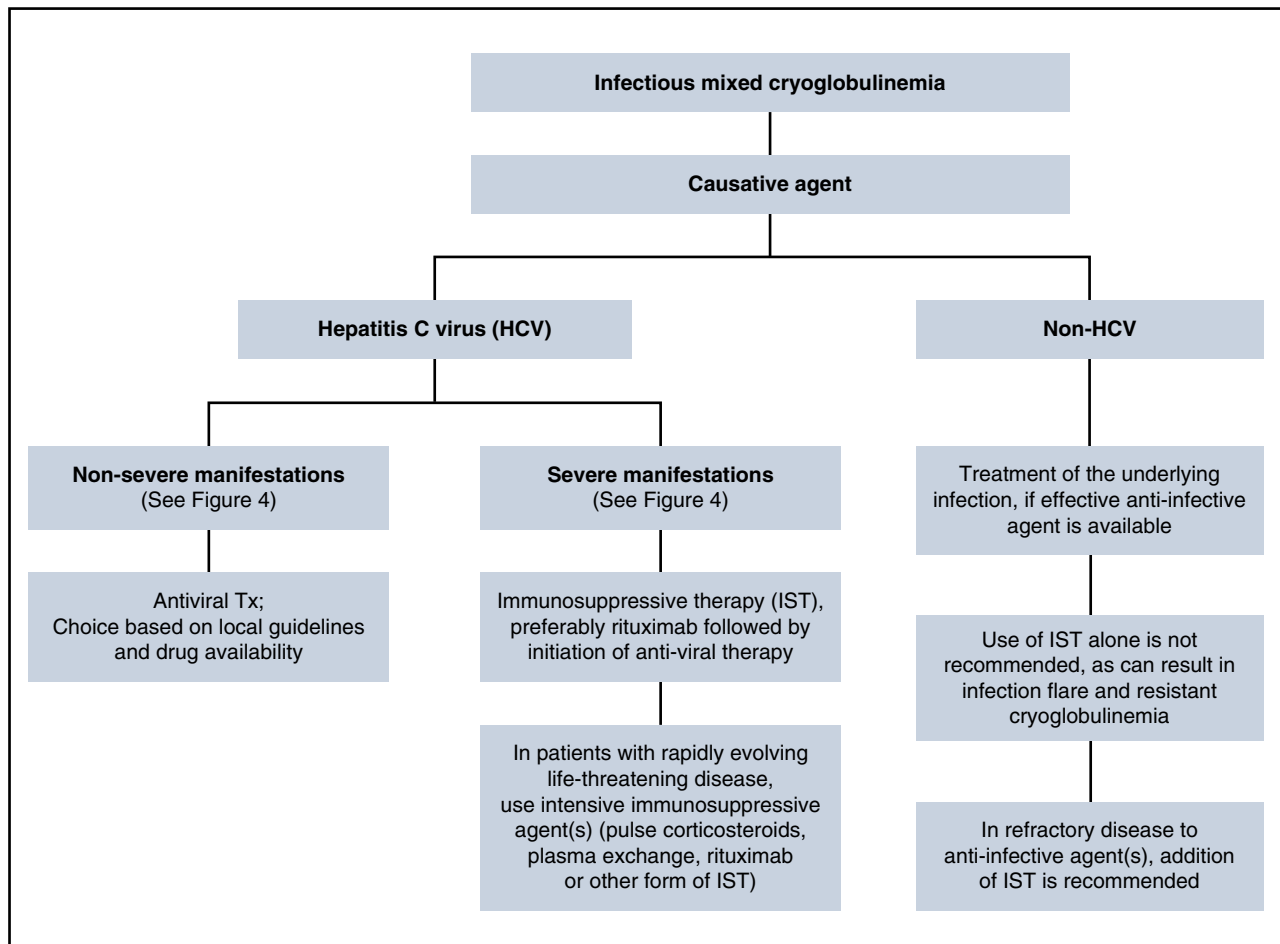 Infectious mixed cryoglobulinemia
Causative agent
Hepatitis C virus (HCV)
Non-HCV
Non-severe manifestations
(See Figure 4)
Severe manifestations
(See Figure 4)
Treatment of the underlying
infection, if effective anti-infective
agent is available
Antiviral Tx;
Choice based on local guidelines
and drug availability
Immunosuppressive therapy (IST),
preferably rituximab followed by
initiation of anti-viral therapy
Use of IST alone is not
recommended, as can result in
infection flare and resistant
cryoglobulinemia
In patients with rapidly evolving
life-threatening disease,
use intensive immunosuppressive
agent(s) (pulse corticosteroids,
plasma exchange, rituximab
or other form of IST)
In refractory disease to
anti-infective agent(s), addition
of IST is recommended